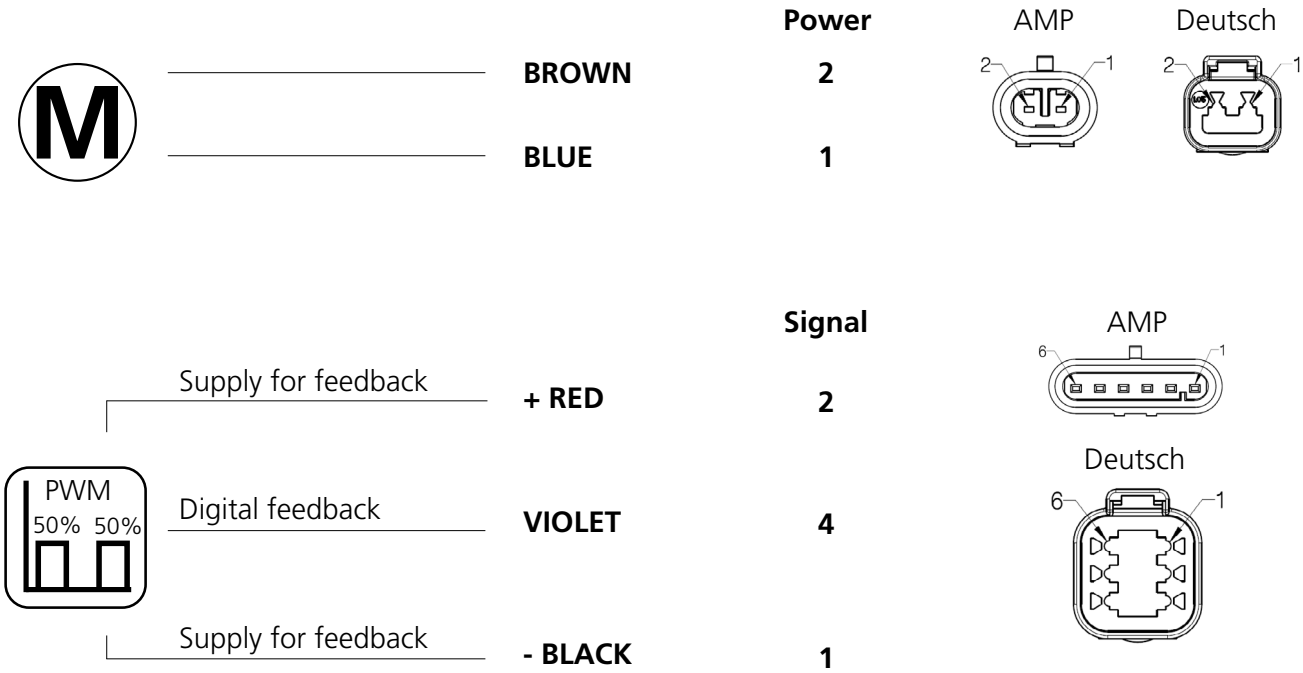 Power AMP Deutsch
M BROWN 2 2 1 2 1
BLUE 1
Signal AMP
6 1
Supply for feedback + RED 2
Deutsch
PWM
50% 50%
Digital feedback VIOLET 4
6 1
Supply for feedback - BLACK 1